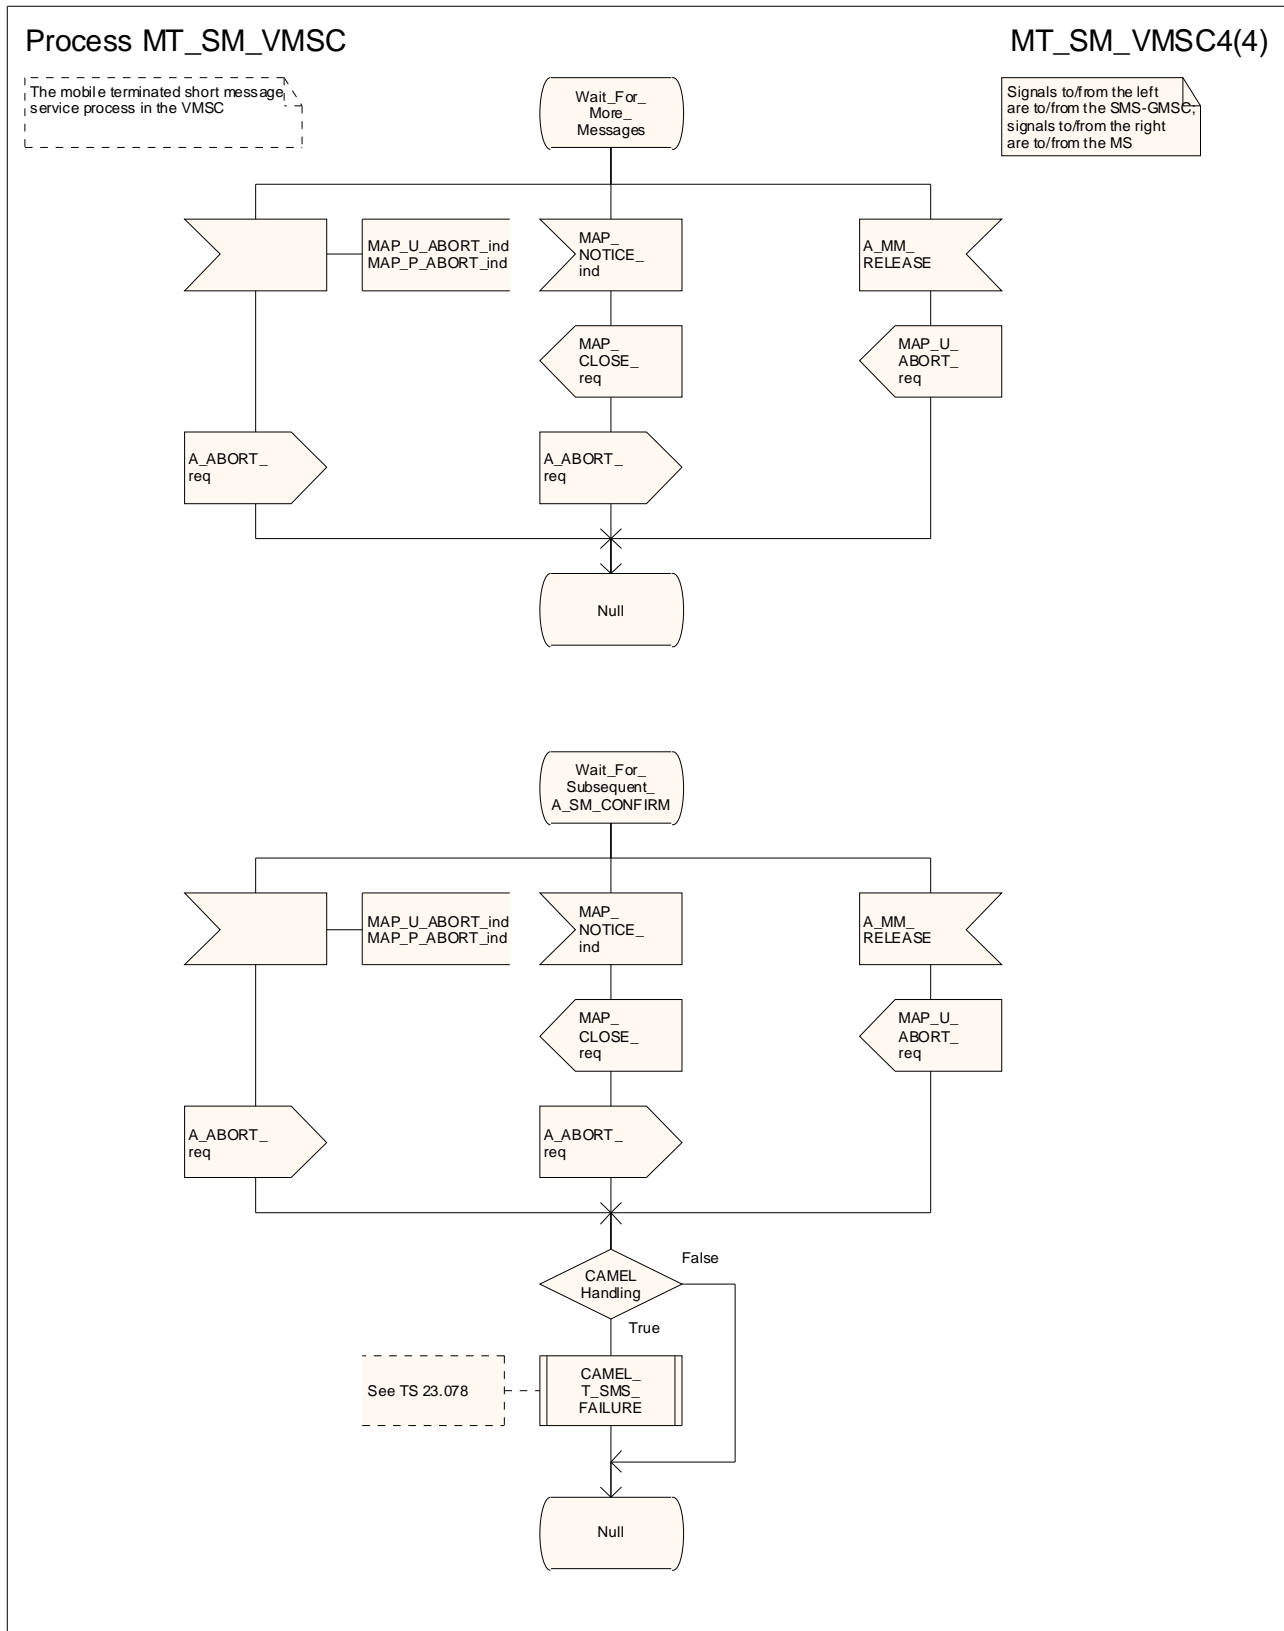 Process MT_SM_VMSC
MT_SM_VMSC4(4)
The mobile terminated short message
service process in the VMSC
Wait_For_
More_
Messages
Signals to/from the left
are to/from the SMS-GMSC;
signals to/from the right
are to/from the MS
MAP_U_ABORT_ind
MAP_P_ABORT_ind
MAP_
NOTICE_
ind
A_MM_
RELEASE
MAP_
CLOSE_
req
MAP_U_
ABORT_
req
A_ABORT_
req
A_ABORT_
req
Null
Wait_For_
Subsequent_
A_SM_CONFIRM
MAP_U_ABORT_ind
MAP_P_ABORT_ind
MAP_
NOTICE_
ind
A_MM_
RELEASE
MAP_
CLOSE_
req
MAP_U_
ABORT_
req
A_ABORT_
req
A_ABORT_
req
False
CAMEL
Handling
True
See TS 23.078
CAMEL_
T_SMS_
FAILURE
Null